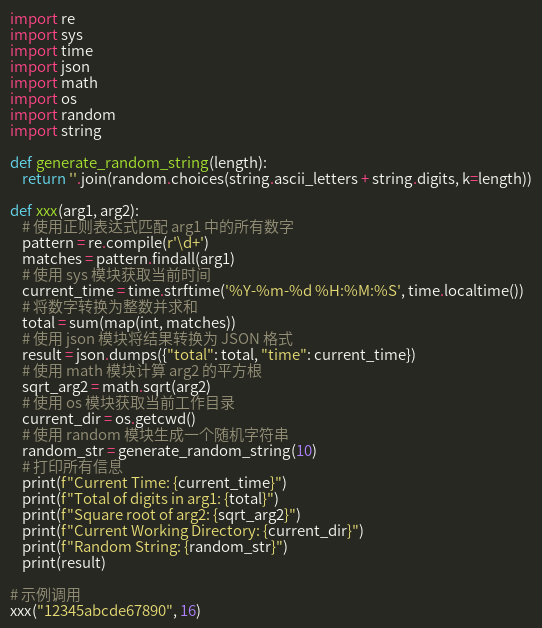 import re
import sys
import time
import json
import math
import os
import random
import string

def generate_random_string(length):
    return ''.join(random.choices(string.ascii_letters + string.digits, k=length))

def xxx(arg1, arg2):
    # 使用正则表达式匹配 arg1 中的所有数字
    pattern = re.compile(r'\d+')
    matches = pattern.findall(arg1)
    # 使用 sys 模块获取当前时间
    current_time = time.strftime('%Y-%m-%d %H:%M:%S', time.localtime())
    # 将数字转换为整数并求和
    total = sum(map(int, matches))
    # 使用 json 模块将结果转换为 JSON 格式
    result = json.dumps({"total": total, "time": current_time})
    # 使用 math 模块计算 arg2 的平方根
    sqrt_arg2 = math.sqrt(arg2)
    # 使用 os 模块获取当前工作目录
    current_dir = os.getcwd()
    # 使用 random 模块生成一个随机字符串
    random_str = generate_random_string(10)
    # 打印所有信息
    print(f"Current Time: {current_time}")
    print(f"Total of digits in arg1: {total}")
    print(f"Square root of arg2: {sqrt_arg2}")
    print(f"Current Working Directory: {current_dir}")
    print(f"Random String: {random_str}")
    print(result)

# 示例调用
xxx("12345abcde67890", 16)